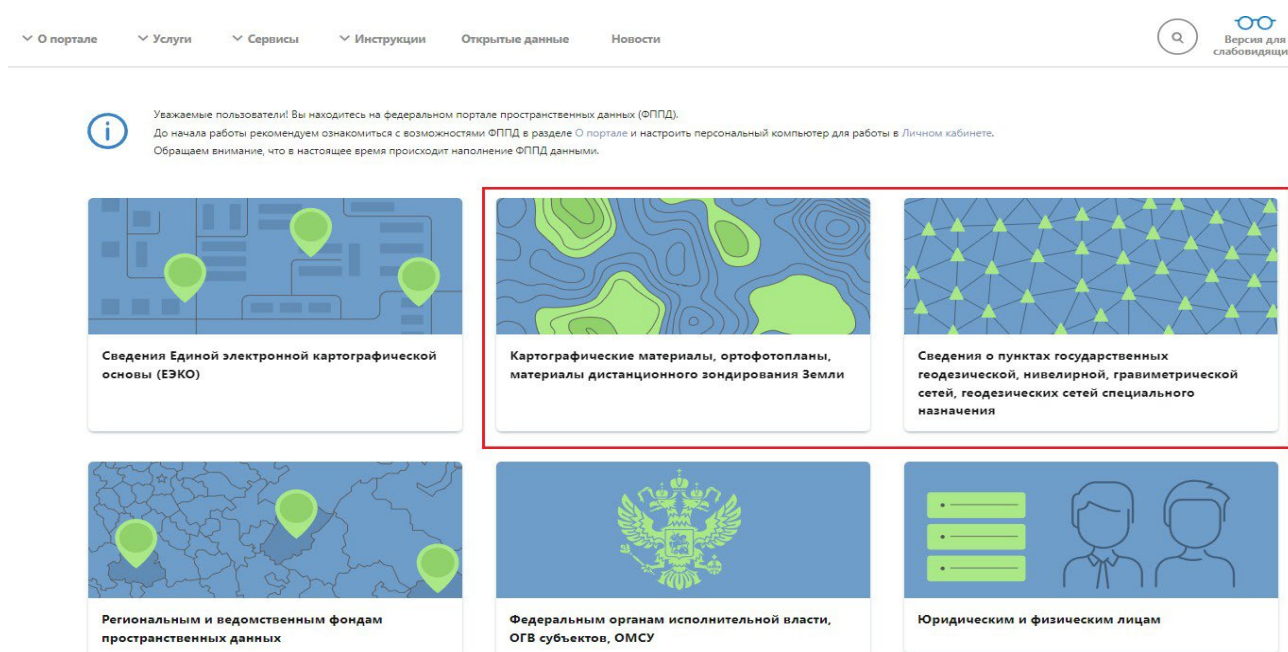 О портале
Услуги
Сервисы
Инструкции
Открытые данные
Новости
Версия для
слабовидящи
Уважаемые пользователи! Вы находитесь на федеральном портале пространственных данных (ФППД).
До начала работы рекомендуем ознакомиться с возможностями ФППД в разделе О портале и настроить персональный компьютер для работы в Личном кабинете.
Обращаем внимание, что в настоящее время происходит наполнение ФППД данными.
Сведения Единой электронной картографической
основы (ЕЭКО)
Картографические материалы, ортофотопланы,
материалы дистанционного зондирования Земли
Сведения о пунктах государственных
геодезической, нивелирной, гравиметрической
сетей, геодезических сетей специального
назначения
Региональным и ведомственным фондам
пространственных данных
Федеральным органам исполнительной власти,
ОГВ субъектов, ОМСУ
Юридическим и физическим лицам